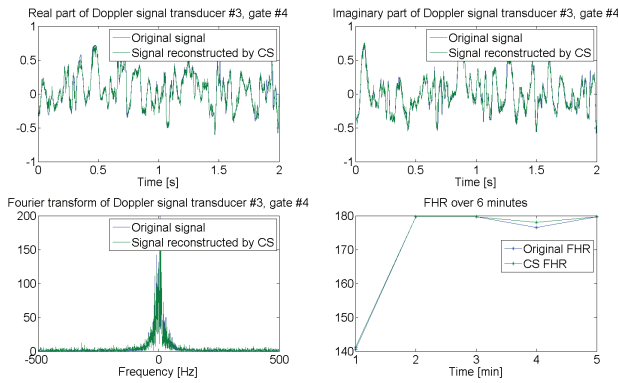 Real part of Doppler signal transducer #3, gate #4
1
0.5
0
-0.5
-1
0 0.5 1 1.5 2
Time [s]
Original signal
Signal reconstructed by CS
Imaginary part of Doppler signal transducer #3, gate #4
1
0.5
0
-0.5
-1
0 0.5 1 1.5 2
Time [s]
Original signal
Signal reconstructed by CS
Fourier transform of Doppler signal transducer #3, gate #4
200
150
100
50
0
-500 0 500
Frequency [Hz]
Original signal
Signal reconstructed by CS
FHR over 6 minutes
180
170
160
150
140
1 2 3 4 5
Time [min]
Original FHR
CS FHR